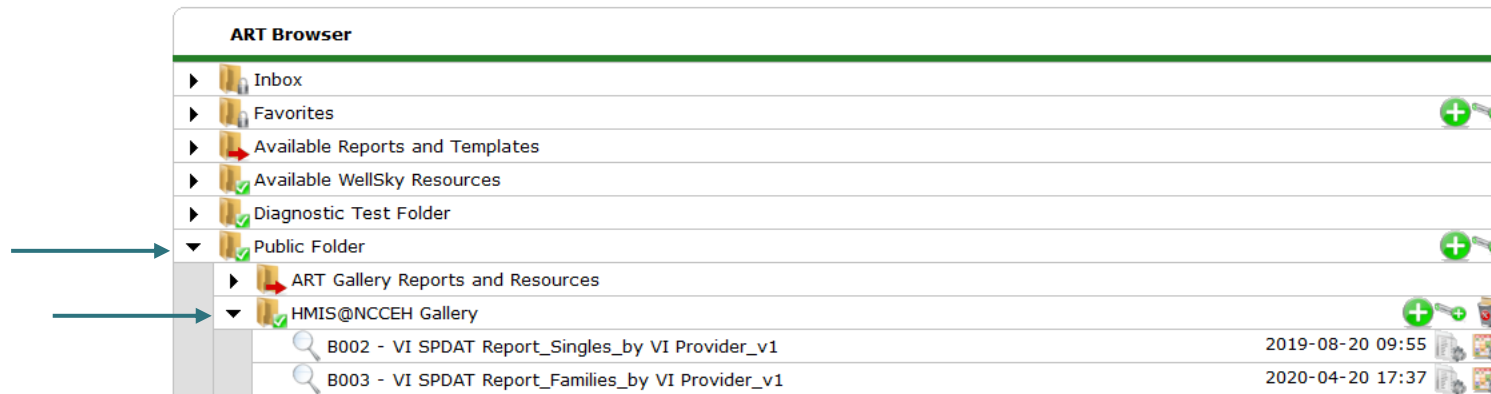 ART Browser
Inbox
Favorites
Available Reports and Templates
Available WellSky Resources
Diagnostic Test Folder
Public Folder
ART Gallery Reports and Resources
HMIS@NCCEH Gallery
B002 - VI SPDAT Report_Singles_by VI Provider_v1 2019-08-20 09:55
B003 - VI SPDAT Report_Families_by VI Provider_v1 2020-04-20 17:37